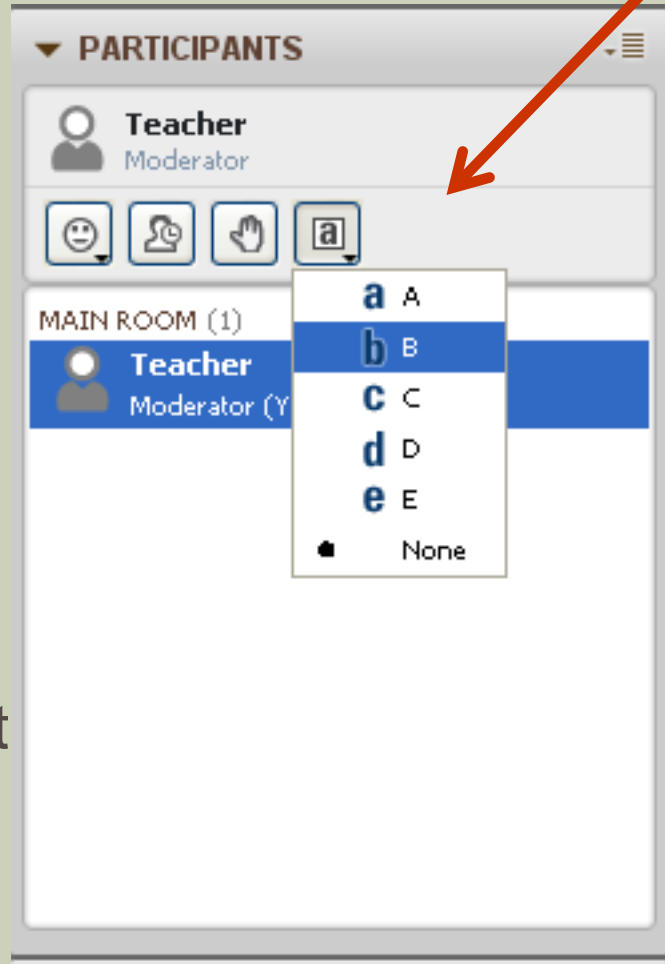 PARTICIPANTS
Teacher
Moderator
a
a A
MAIN ROOM (1)
b B
Teacher
Moderator (Y
c C
d D
e E
None
t